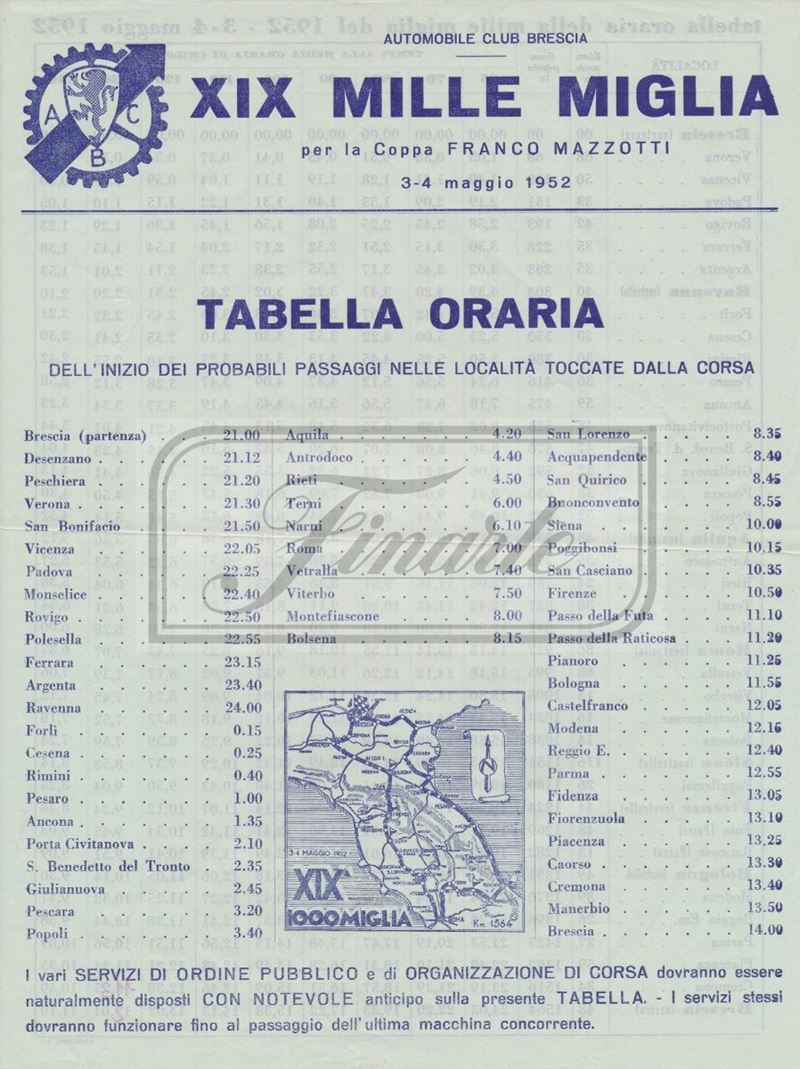 AUTOMOBILE CLUB BRESCIA
A C B
XIX MILLE MIGLIA
per la Coppa FRANCO MAZZOTTI
3-4 maggio 1952
TABELLA ORARIA
DELL'INIZIO DEI PROBABILI PASSAGGI NELLE LOCALITÀ TOCCATE DALLA CORSA
Brescia (partenza) . . . 21.00
Desenzano . . . . . . 21.12
Peschiera . . . . . . 21.20
Verona . . . . . . . 21.30
San Bonifacio . . . . . 21.50
Vicenza . . . . . . . 22.05
Padova . . . . . . . 22.25
Monselice . . . . . . 22.40
Rovigo . . . . . . . 22.50
Polesella . . . . . . 22.55
Ferrara . . . . . . . 23.15
Argenta . . . . . . . 23.40
Ravenna . . . . . . . 24.00
Forlì . . . . . . . . 0.15
Cesena . . . . . . . 0.25
Rimini . . . . . . . 0.40
Pesaro . . . . . . . 1.00
Ancona . . . . . . . 1.35
Porta Civitanova . . . . 2.10
S. Benedetto del Tronto . . 2.35
Giulianuova . . . . . . 2.45
Pescara . . . . . . . 3.20
Popoli . . . . . . . 3.40
Aquila . . . . . . . 4.20
Antrodoco . . . . . . 4.40
Rieti . . . . . . . . 4.50
Terni . . . . . . . . 6.00
Narni . . . . . . . . 6.10
Roma . . . . . . . . 7.00
Vetralla . . . . . . . 7.40
Viterbo . . . . . . . 7.50
Montefiascone . . . . . 8.00
Bolsena . . . . . . . 8.15
San Lorenzo . . . . . 8.35
Acquapendente . . . . . 8.40
San Quirico . . . . . . 8.45
Bnonconvento . . . . . 8.55
Siena . . . . . . . . 10.00
Poggibonsi . . . . . . 10.15
San Casciano . . . . . 10.35
Firenze . . . . . . . 10.50
Passo della Futa . . . . 11.10
Passo della Raticosa . . . 11.20
Pianoro . . . . . . . 11.25
Bologna . . . . . . . 11.55
Castelfranco . . . . . 12.05
Modena . . . . . . . 12.16
Reggio E. . . . . . . 12.40
Parma . . . . . . . 12.55
Fidenza . . . . . . . 13.05
Fiorenzuola . . . . . . 13.10
Piacenza . . . . . . . 13.25
Caorso . . . . . . . 13.30
Cremona . . . . . . . 13.40
Manerbio . . . . . . . 13.50
Brescia . . . . . . . 14.00
Finarte
3-4 MAGGIO 1952
XIX
1000 MIGLIA
Km. 1564
I vari SERVIZI DI ORDINE PUBBLICO e di ORGANIZZAZIONE DI CORSA dovranno essere
naturalmente disposti CON NOTEVOLE anticipo sulla presente TABELLA. - I servizi stessi
dovranno funzionare fino al passaggio dell'ultima macchina concorrente.